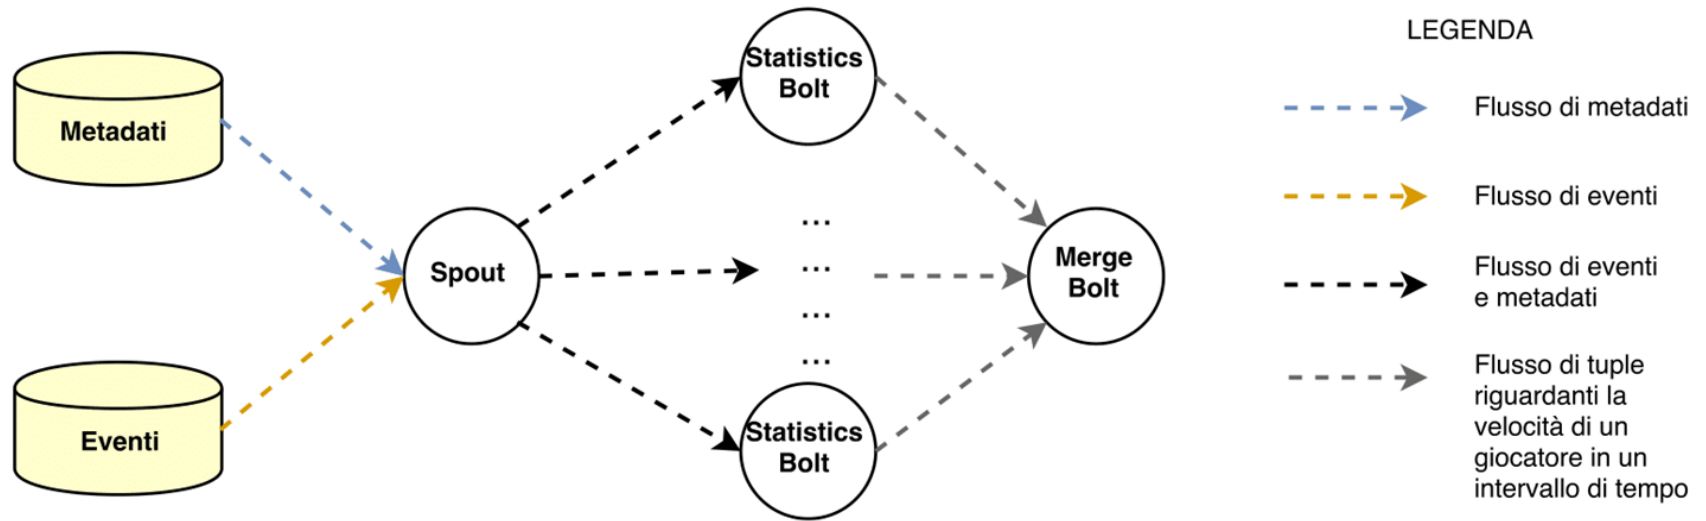 Metadati
Eventi
Spout
Statistics
Bolt
...
...
...
...
Statistics
Bolt
Merge
Bolt
LEGENDA
Flusso di metadati
Flusso di eventi
Flusso di eventi
e metadati
Flusso di tuple
riguardanti la
velocità di un
giocatore in un
intervallo di tempo